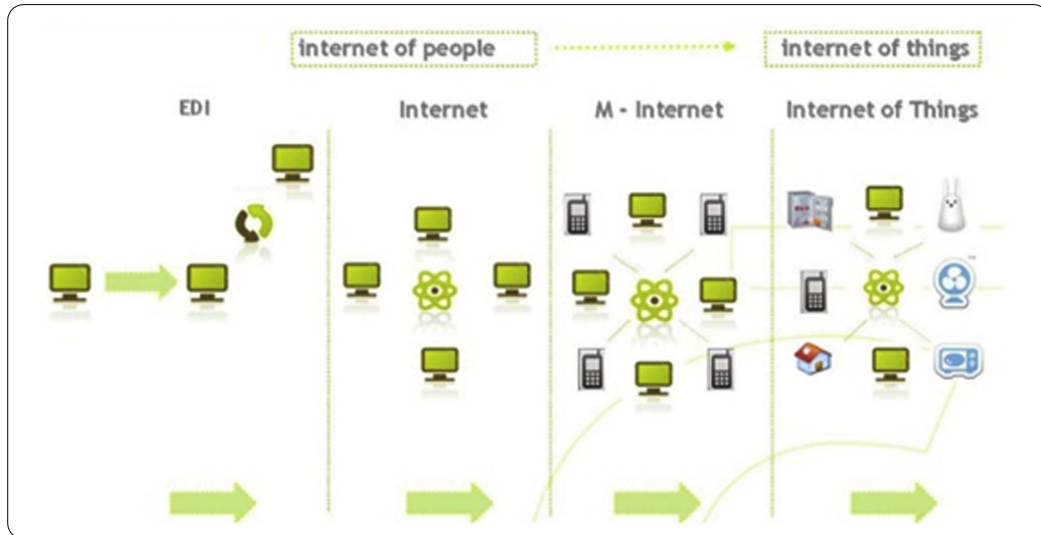 internet of people
internet of things
EDI
Internet
M - Internet
Internet of Things